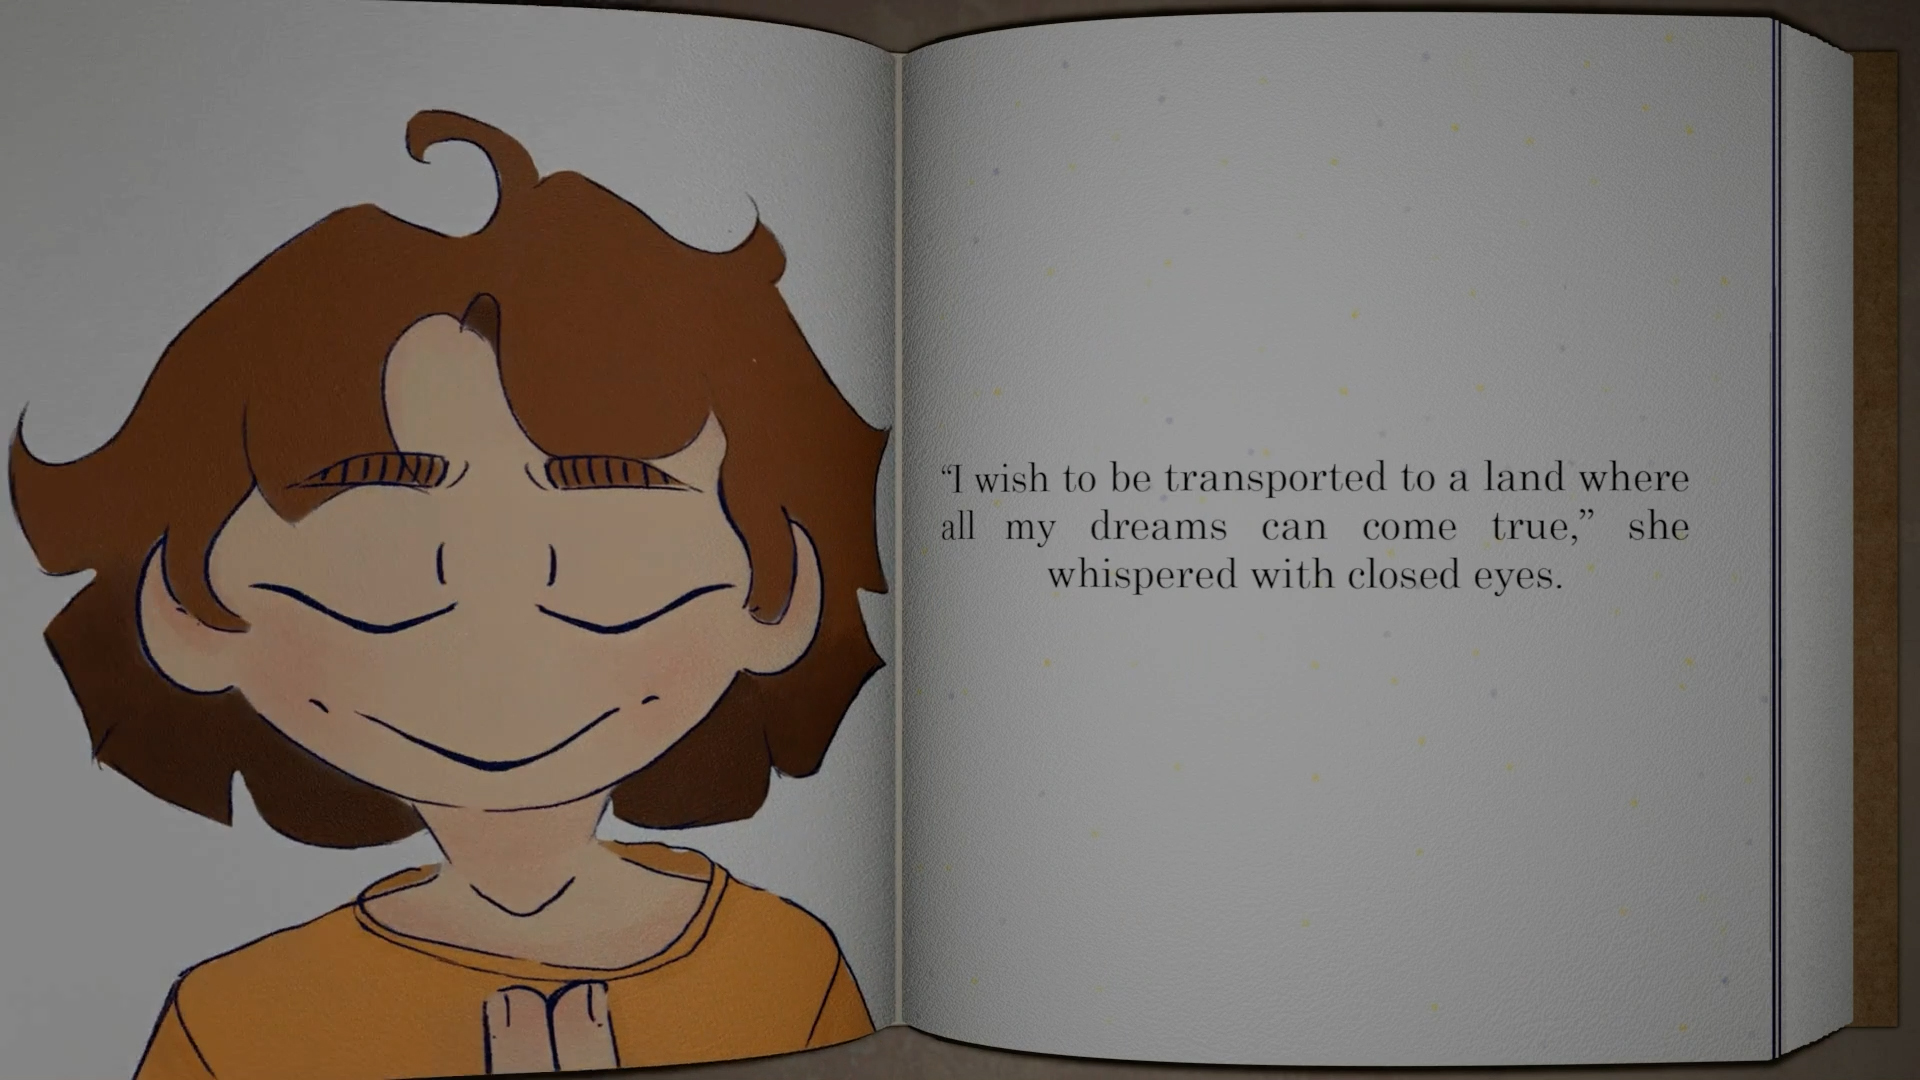 “I wish to be transported to a land where
all my dreams can come true,” she
whispered with closed eyes.